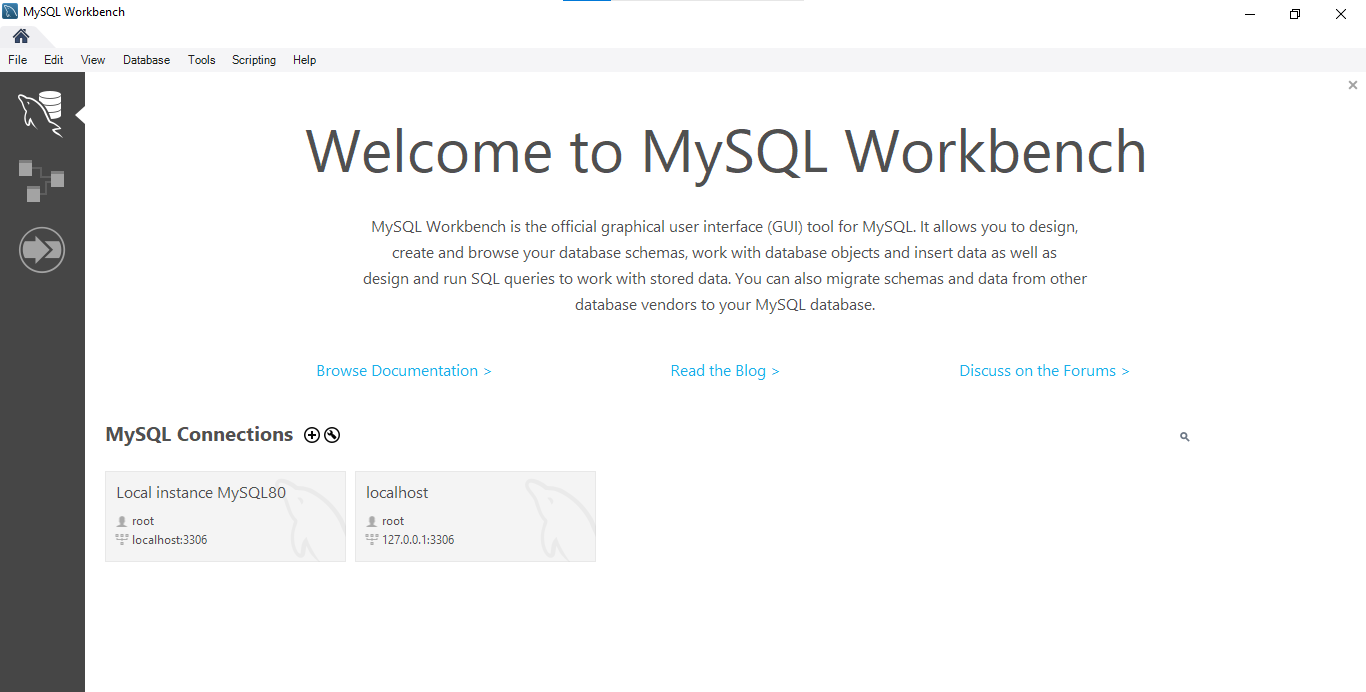 MySQL Workbench
File Edit View Database Tools Scripting Help
Welcome to MySQL Workbench
MySQL Workbench is the official graphical user interface (GUI) tool for MySQL. It allows you to design,
create and browse your database schemas, work with database objects and insert data as well as
design and run SQL queries to work with stored data. You can also migrate schemas and data from other
database vendors to your MySQL database.
Browse Documentation > Read the Blog > Discuss on the Forums >
MySQL Connections
Local instance MySQL80
root
localhost:3306
localhost
root
127.0.0.1:3306